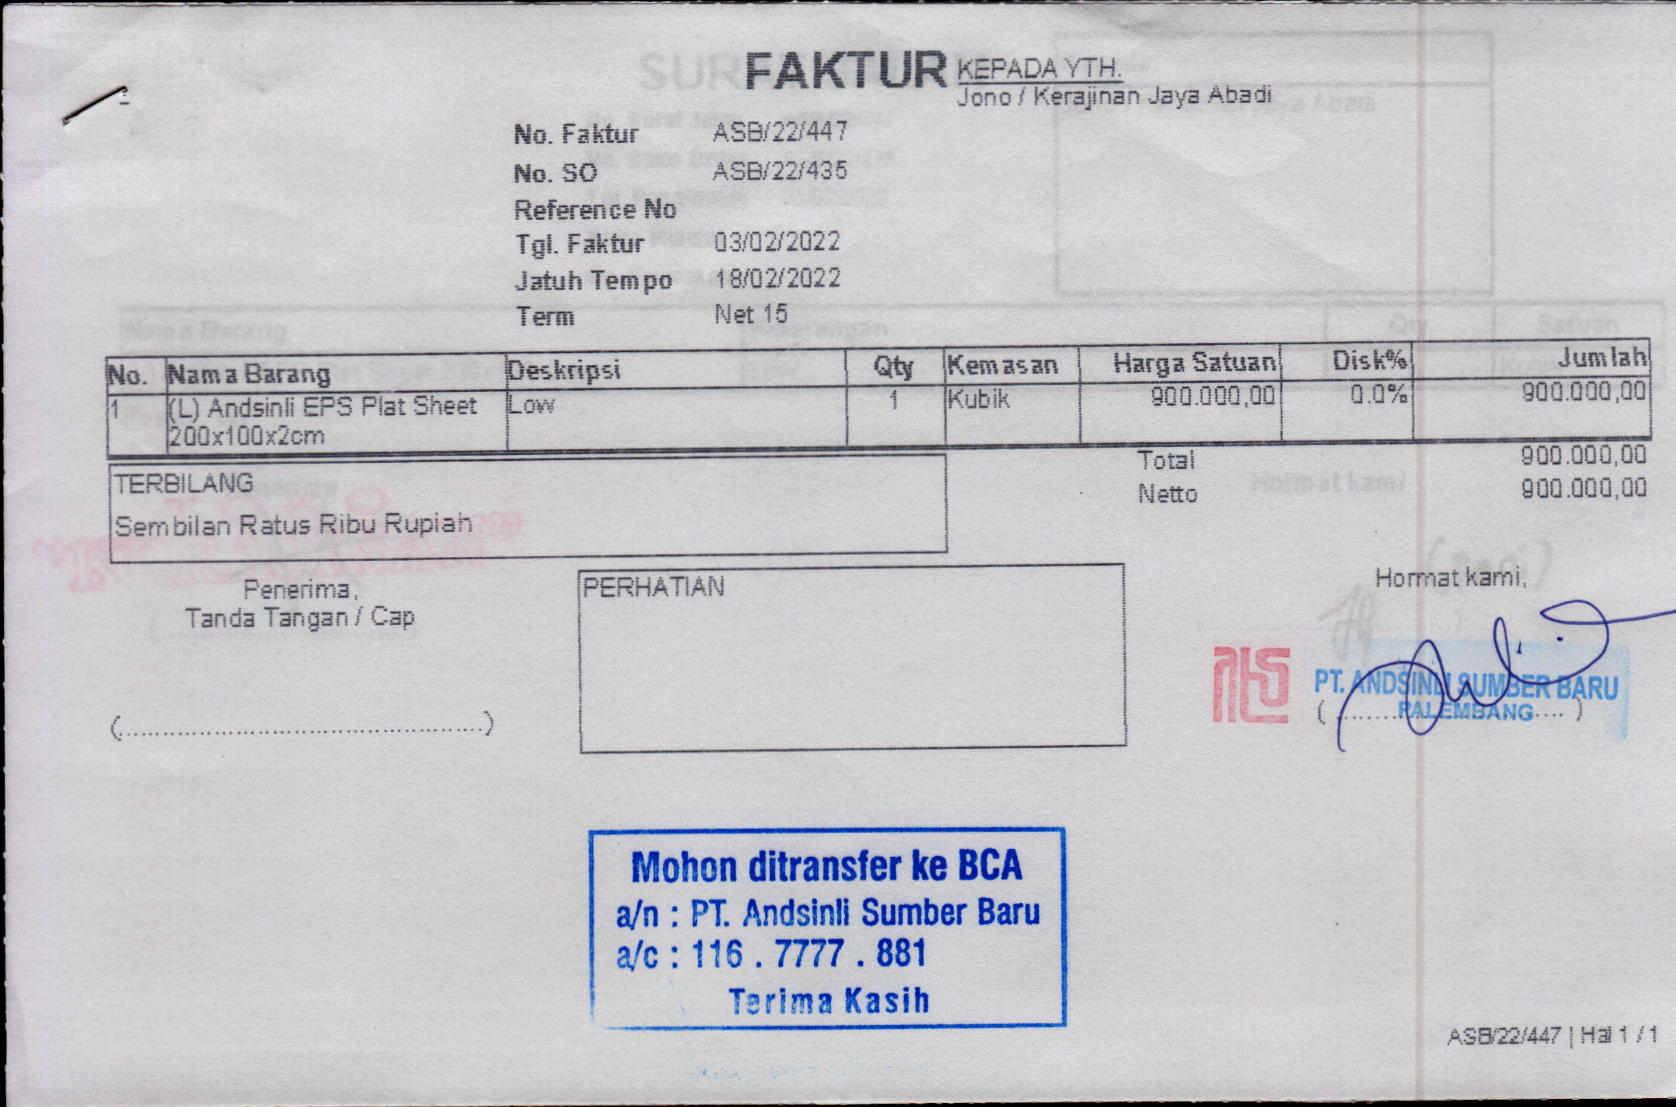 FAKTUR
KEPADA YTH.
Jono / Kerajinan Jaya Abadi
No. Faktur ASB/22/447
No. SO ASB/22/435
Reference No
Tgl. Faktur 03/02/2022
Jatuh Tempo 18/02/2022
Term Net 15
No. Nama Barang Deskripsi Qty Kemasan Harga Satuan Disk% Jumlah
1 (L) Andsinli EPS Plat Sheet Low 1 Kubik 900.000,00 0.0% 900.000,00
200x100x2cm
Total 900.000,00
Netto 900.000,00
TERBILANG
Sembilan Ratus Ribu Rupiah
Penerima,
Tanda Tangan / Cap
(................................................)
PERHATIAN
Hormat kami,
PT. ANDSINLI SUMBER BARU
PALEMBANG
Mohon ditransfer ke BCA
a/n : PT. Andsinli Sumber Baru
a/c : 116 . 7777 . 881
Terima Kasih
ASB/22/447 | Hal 1 / 1